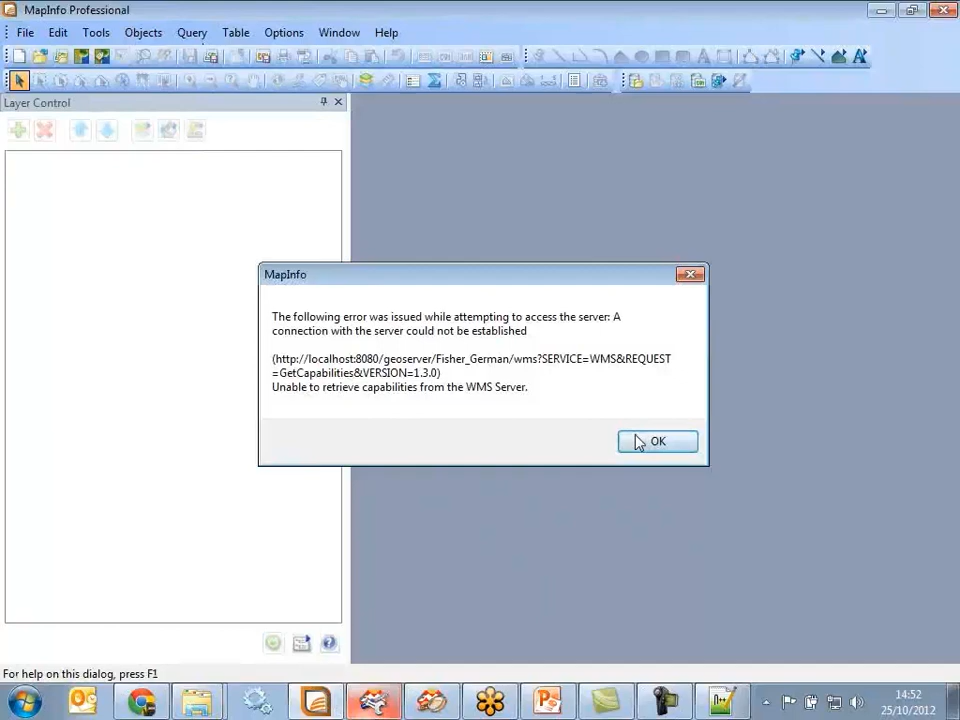 MapInfo Professional
File Edit Tools Objects Query Table Options Window Help
Layer Control
MapInfo
The following error was issued while attempting to access the server: A
connection with the server could not be established
(http://localhost:8080/geoserver/Fisher_German/wms?SERVICE=WMS&REQUEST
=GetCapabilities&VERSION=1.3.0)
Unable to retrieve capabilities from the WMS Server.
OK
For help on this dialog, press F1
14:52
25/10/2012